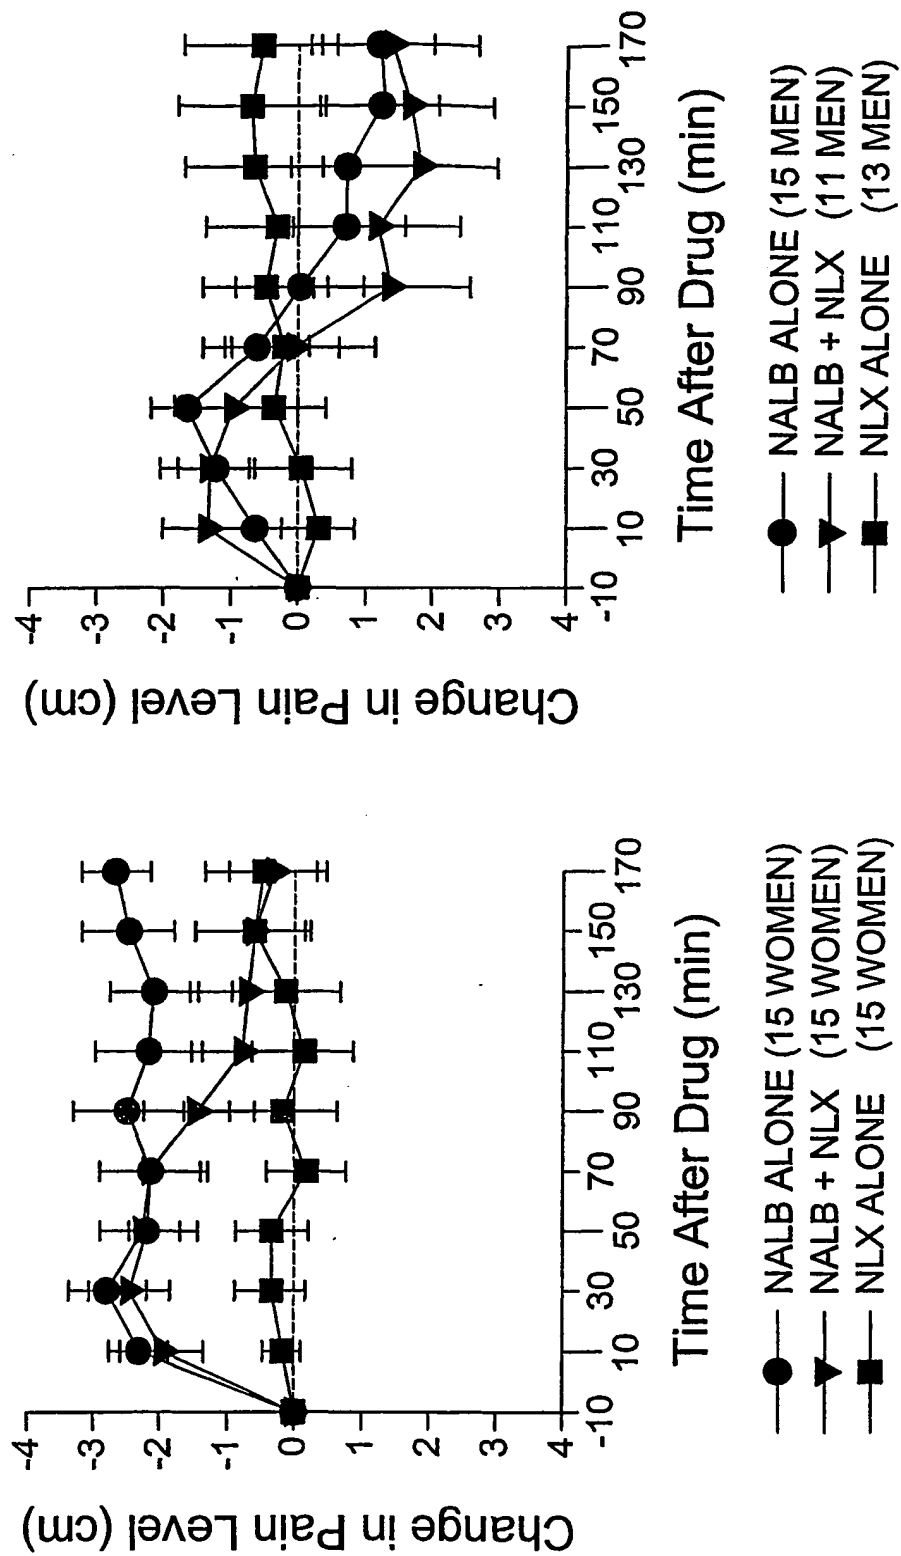 Change in Pain Level (cm)
-4
-3
-2
-1
0
1
2
3
4
-10 10 30 50 70 90 110 130 150 170
Time After Drug (min)
NALB ALONE (15 WOMEN)
NALB + NLX (15 WOMEN)
NLX ALONE (15 WOMEN)
Change in Pain Level (cm)
-4
-3
-2
-1
0
1
2
3
4
-10 10 30 50 70 90 110 130 150 170
Time After Drug (min)
NALB ALONE (15 MEN)
NALB + NLX (11 MEN)
NLX ALONE (13 MEN)